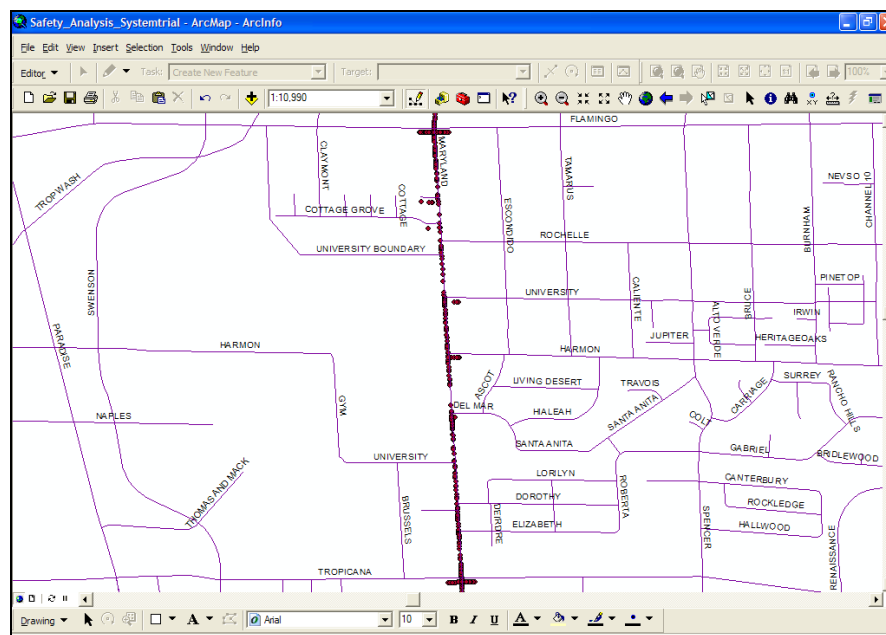 Safety_Analysis_Systemtrial - ArcMap - ArcInfo
File Edit View Insert Selection Tools Window Help
Editor Task: Create New Feature Target: 100%
1:10,990
FLAMINGO
CLAYMONT
MARYLAND
TAMARUS
NEVSO
CHANNEL 10
TROPWASH
COTTAGE
COTTAGE GROVE
ESCONDIDO
BURNHAM
ROCHELLE
UNIVERSITY BOUNDARY
SWENSON
CALIENTE
BRUCE
PINETOP
UNIVERSITY
ALTO VERDE
IRWIN
PARADISE
JUPITER
HERITAGEOAKS
HARMON
HARMON
SURREY
RANCHO HILLS
ASCOT
LIVING DESERT
TRAVOIS
CARRIAGE
GYM
DEL MAR
HALEAH
SANTA ANITA
COLT
NAPLES
SANTA ANITA
GABRIEL
BRIDLEWOOD
UNIVERSITY
THOMAS AND MACK
LORILYN
CANTERBURY
BRUSSELS
DOROTHY
ROBERTA
ROCKLEDGE
DEIRDRE
ELIZABETH
SPENCER
HALLWOOD
RENAISSANCE
TROPICANA
Drawing A Arial 10 B I U A